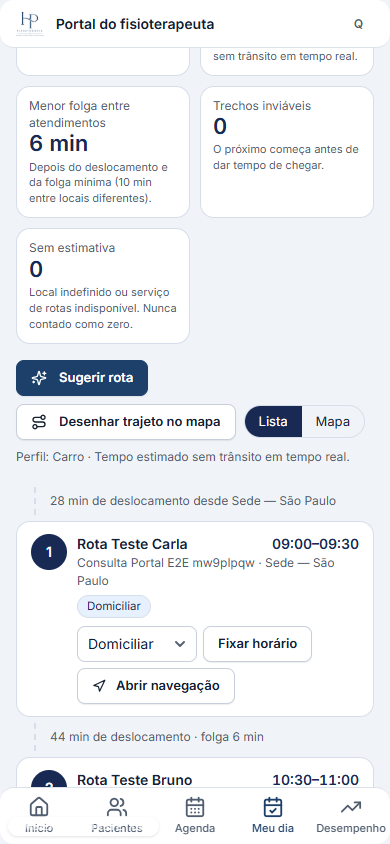 HP
Portal do fisioterapeuta
Q
sem trânsito em tempo real.
Menor folga entre
atendimentos
6 min
Depois do deslocamento e
da folga mínima (10 min
entre locais diferentes).
Trechos inviáveis
0
O próximo começa antes de
dar tempo de chegar.
Sem estimativa
0
Local indefinido ou serviço
de rotas indisponível. Nunca
contado como zero.
Sugerir rota
Desenhar trajeto no mapa
Lista
Mapa
Perfil: Carro · Tempo estimado sem trânsito em tempo real.
28 min de deslocamento desde Sede — São Paulo
1
Rota Teste Carla
09:00–09:30
Consulta Portal E2E mw9plpqw · Sede — São
Paulo
Domiciliar
Domiciliar
Fixar horário
Abrir navegação
44 min de deslocamento · folga 6 min
2
Rota Teste Bruno
10:30–11:00
Início
Pacientes
Agenda
Meu dia
Desempenho